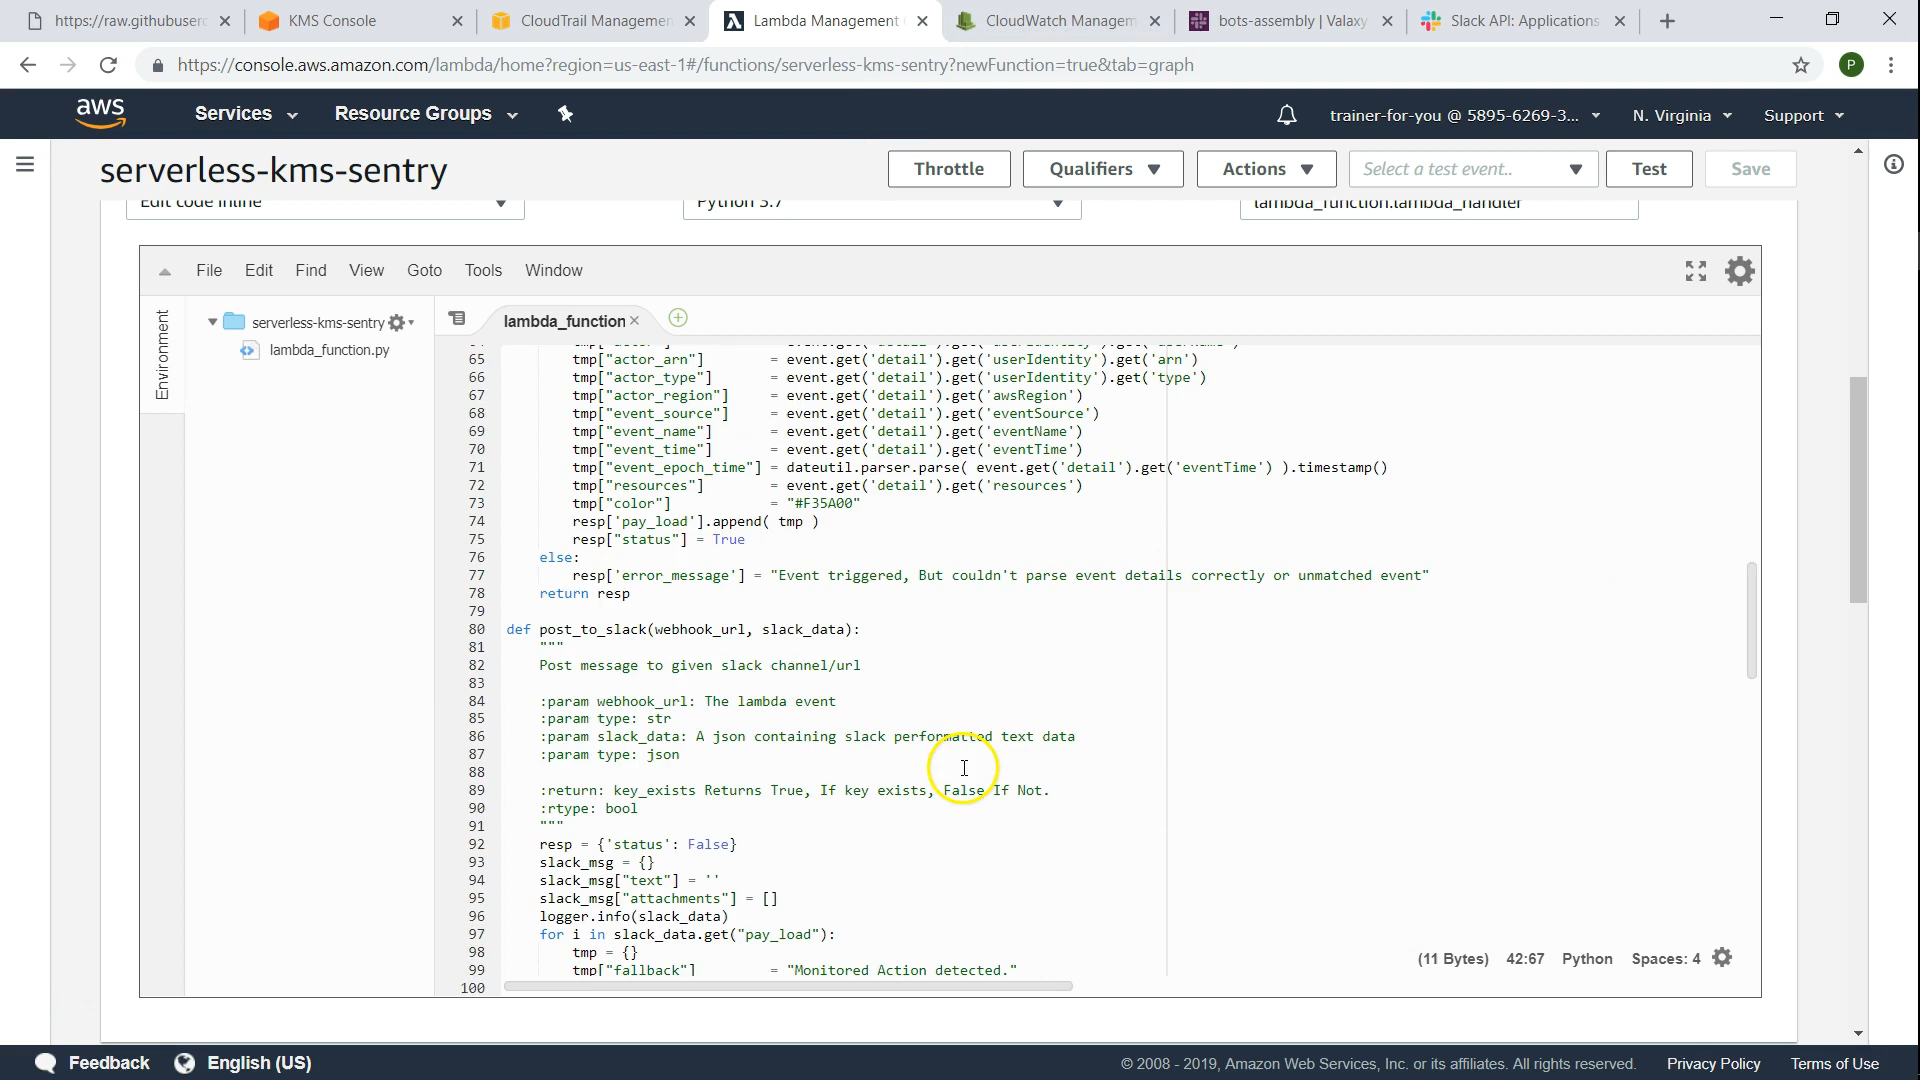 https://raw.githubuserc
KMS Console
CloudTrail Managemen
Lambda Management
CloudWatch Managem
bots-assembly | Valaxy
Slack API: Applications
https://console.aws.amazon.com/lambda/home?region=us-east-1#/functions/serverless-kms-sentry?newFunction=true&tab=graph
P
aws
Services
Resource Groups
trainer-for-you @ 5895-6269-3...
N. Virginia
Support
serverless-kms-sentry
Throttle
Qualifiers
Actions
Select a test event..
Test
Save
Edit code inline
Python 3.7
lambda_function.lambda_handler
File
Edit
Find
View
Goto
Tools
Window
Environment
serverless-kms-sentry
lambda_function.py
lambda_function
65 tmp["actor_arn"] = event.get('detail').get('userIdentity').get('arn')
66 tmp["actor_type"] = event.get('detail').get('userIdentity').get('type')
67 tmp["actor_region"] = event.get('detail').get('awsRegion')
68 tmp["event_source"] = event.get('detail').get('eventSource')
69 tmp["event_name"] = event.get('detail').get('eventName')
70 tmp["event_time"] = event.get('detail').get('eventTime')
71 tmp["event_epoch_time"] = dateutil.parser.parse( event.get('detail').get('eventTime') ).timestamp()
72 tmp["resources"] = event.get('detail').get('resources')
73 tmp["color"] = "#F35A00"
74 resp['pay_load'].append( tmp )
75 resp["status"] = True
76 else:
77 resp['error_message'] = "Event triggered, But couldn't parse event details correctly or unmatched event"
78 return resp
79
80 def post_to_slack(webhook_url, slack_data):
81 """
82 Post message to given slack channel/url
83
84 :param webhook_url: The lambda event
85 :param type: str
86 :param slack_data: A json containing slack performatted text data
87 :param type: json
88
89 :return: key_exists Returns True, If key exists, False If Not.
90 :rtype: bool
91 """
92 resp = {'status': False}
93 slack_msg = {}
94 slack_msg["text"] = ''
95 slack_msg["attachments"] = []
96 logger.info(slack_data)
97 for i in slack_data.get("pay_load"):
98 tmp = {}
99 tmp["fallback"] = "Monitored Action detected."
100
(11 Bytes) 42:67 Python Spaces: 4
Feedback
English (US)
© 2008 - 2019, Amazon Web Services, Inc. or its affiliates. All rights reserved.
Privacy Policy
Terms of Use